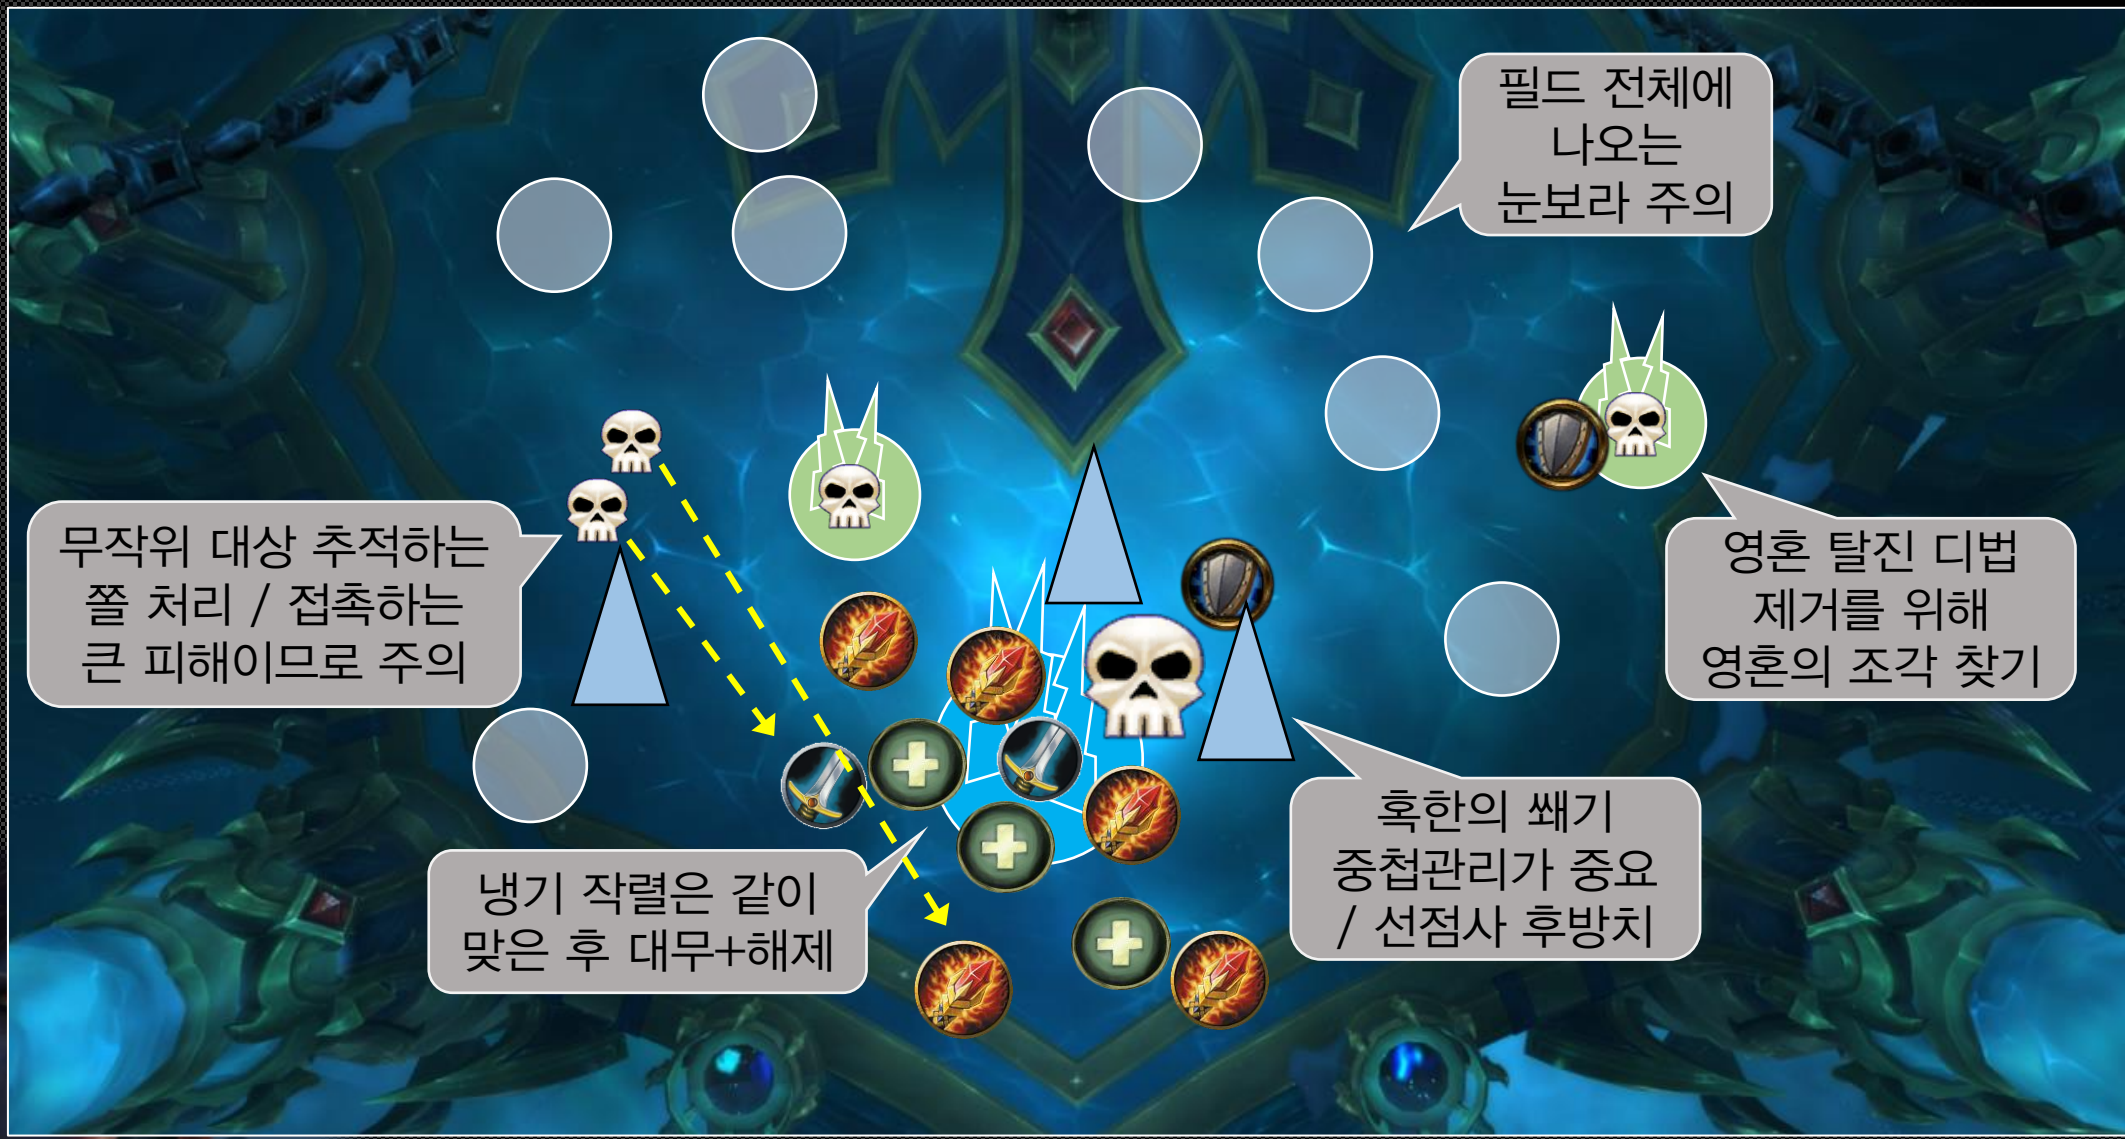 필드 전체에
나오는
눈보라 주의
무작위 대상 추적하는
쫄 처리 / 접촉하는
큰 피해이므로 주의
영혼 탈진 디법
제거를 위해
영혼의 조각 찾기
혹한의 쐐기
중첩관리가 중요
/ 선점사 후방치
냉기 작렬은 같이
맞은 후 대무+해제